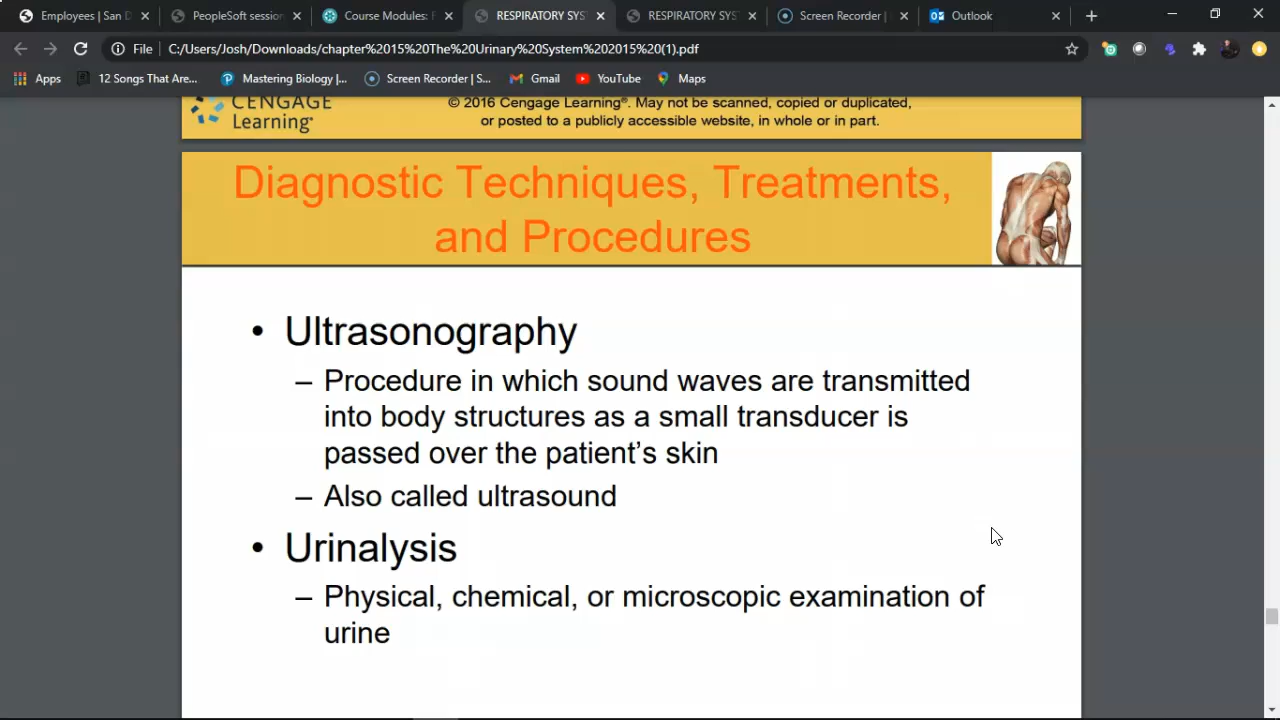 Employees | San D
PeopleSoft session
Course Modules: F
RESPIRATORY SYS
RESPIRATORY SYST
Screen Recorder |
Outlook
File
C:/Users/Josh/Downloads/chapter%2015%20The%20Urinary%20System%202015%20(1).pdf
Apps
12 Songs That Are...
Mastering Biology |...
Screen Recorder | S...
Gmail
YouTube
Maps
CENGAGE
Learning®
© 2016 Cengage Learning®. May not be scanned, copied or duplicated,
or posted to a publicly accessible website, in whole or in part.
Diagnostic Techniques, Treatments,
and Procedures
• Ultrasonography
– Procedure in which sound waves are transmitted
into body structures as a small transducer is
passed over the patient’s skin
– Also called ultrasound
• Urinalysis
– Physical, chemical, or microscopic examination of
urine